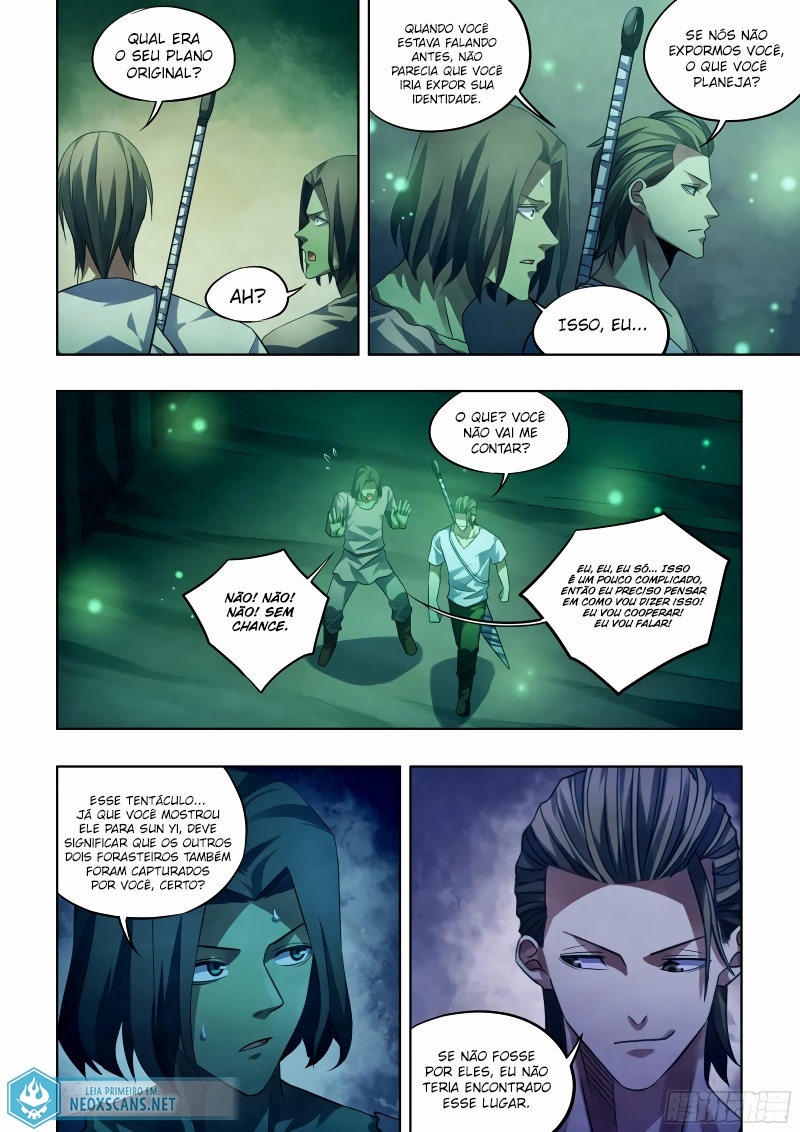 QUAL ERA
O SEU PLANO
ORIGINAL?
AH?
QUANDO VOCÊ
ESTAVA FALANDO
ANTES, NÃO
PARECIA QUE VOCÊ
IRIA EXPOR SUA
IDENTIDADE.
SE NÓS NÃO
EXPORMOS VOCÊ,
O QUE VOCÊ
PLANEJA?
ISSO, EU...
O QUE? VOCÊ
NÃO VAI ME
CONTAR?
NÃO! NÃO!
NÃO! SEM
CHANCE.
EU, EU, EU SÓ... ISSO
É UM POUCO COMPLICADO,
ENTÃO EU PRECISO PENSAR
EM COMO VOU DIZER ISSO!
EU VOU COOPERAR!
EU VOU FALAR!
ESSE TENTÁCULO...
JÁ QUE VOCÊ MOSTROU
ELE PARA SUN YI, DEVE
SIGNIFICAR QUE OS OUTROS
DOIS FORASTEIROS TAMBÉM
FORAM CAPTURADOS
POR VOCÊ, CERTO?
SE NÃO FOSSE
POR ELES, EU NÃO
TERIA ENCONTRADO
ESSE LUGAR.
LEIA PRIMEIRO EM:
NEOXSCANS.NET